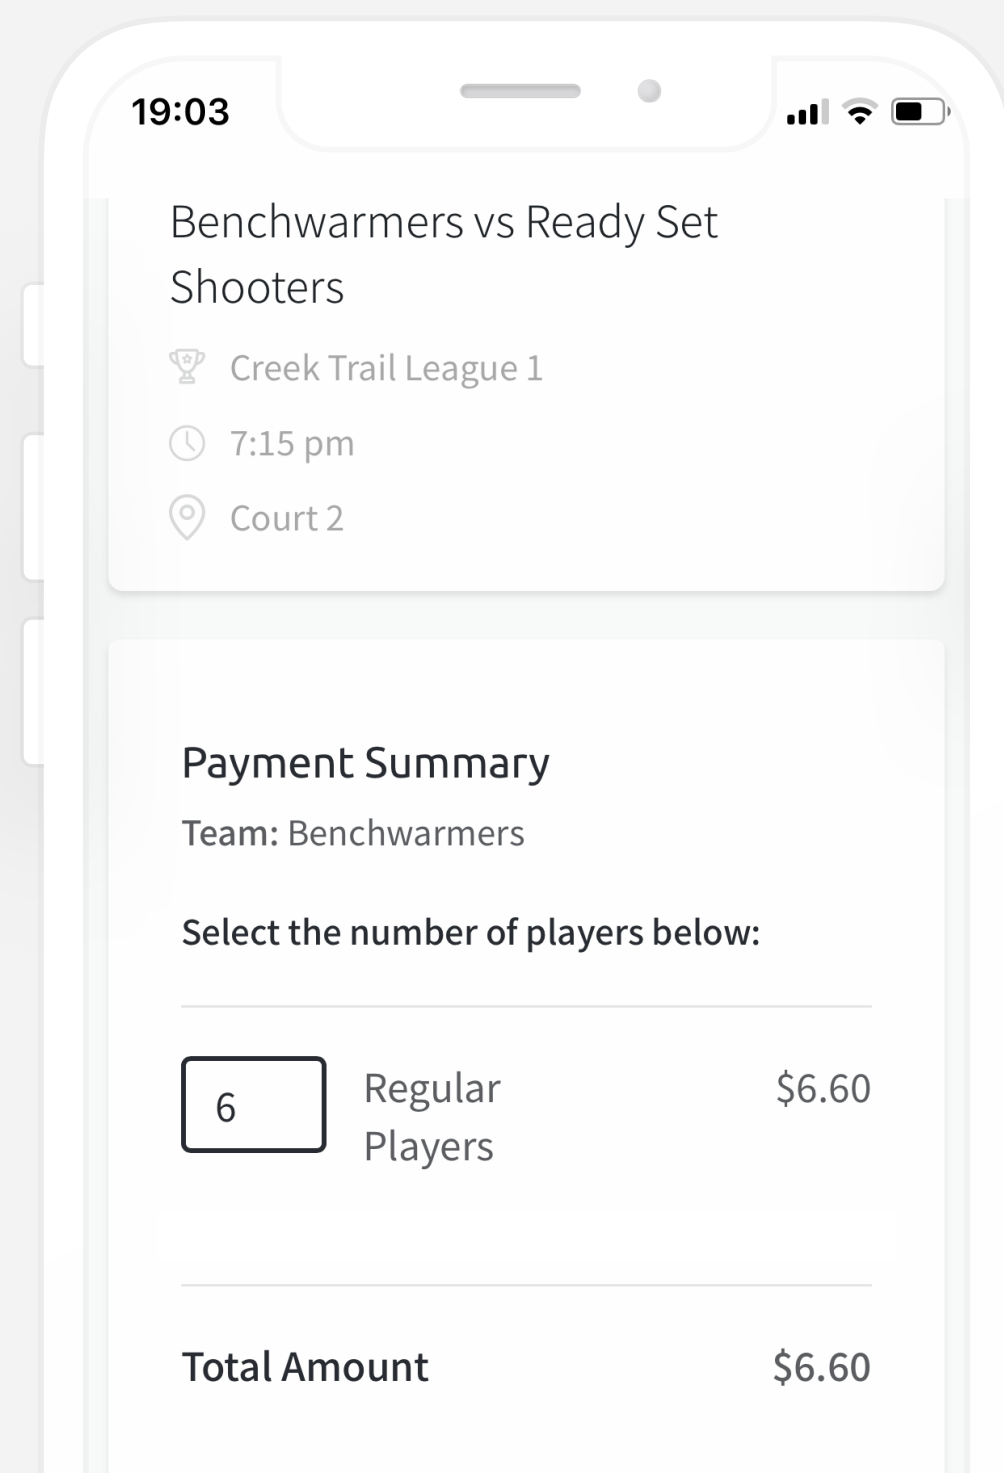 19:03
Benchwarmers vs Ready Set
Shooters
Creek Trail League 1
7:15 pm
Court 2
Payment Summary
Team: Benchwarmers
Select the number of players below:
6
Regular
Players
$6.60
Total Amount
$6.60